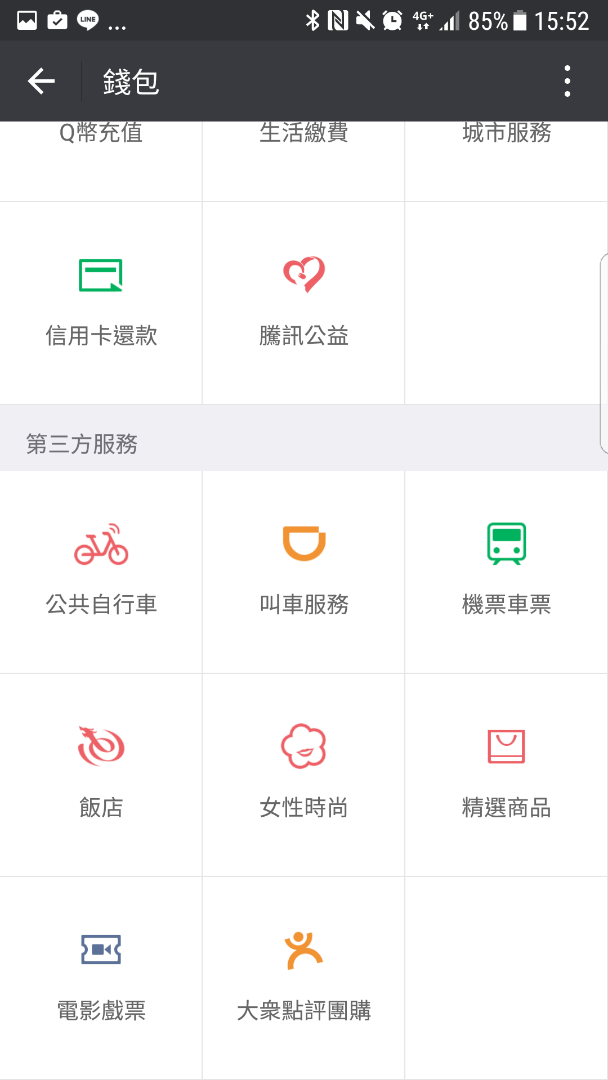 LINE ... 4G+ 85% 15:52
錢包
Q幣充值 生活繳費 城市服務
信用卡還款 騰訊公益
第三方服務
公共自行車 叫車服務 機票車票
飯店 女性時尚 精選商品
電影戲票 大衆點評團購